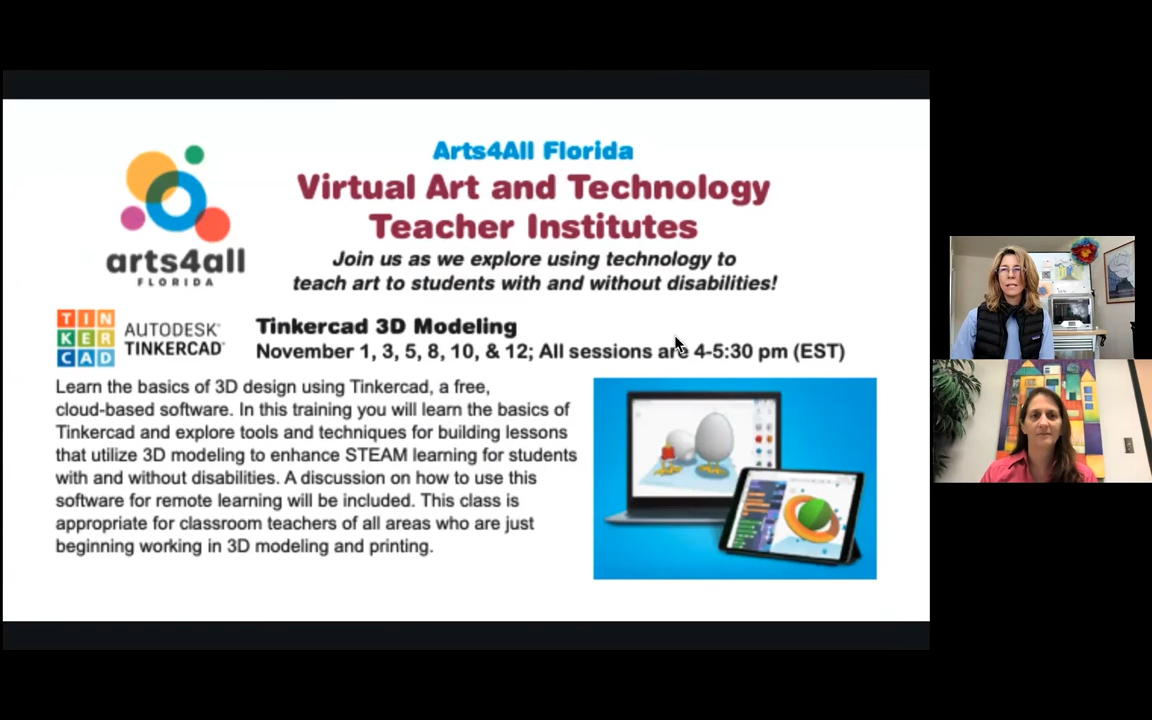 Arts4All Florida
Virtual Art and Technology
Teacher Institutes
Join us as we explore using technology to
teach art to students with and without disabilities!
arts4all
FLORIDA
TIN
KER
CAD
AUTODESK®
TINKERCAD®
Tinkercad 3D Modeling
November 1, 3, 5, 8, 10, & 12; All sessions are 4-5:30 pm (EST)
Learn the basics of 3D design using Tinkercad, a free,
cloud-based software. In this training you will learn the basics of
Tinkercad and explore tools and techniques for building lessons
that utilize 3D modeling to enhance STEAM learning for students
with and without disabilities. A discussion on how to use this
software for remote learning will be included. This class is
appropriate for classroom teachers of all areas who are just
beginning working in 3D modeling and printing.